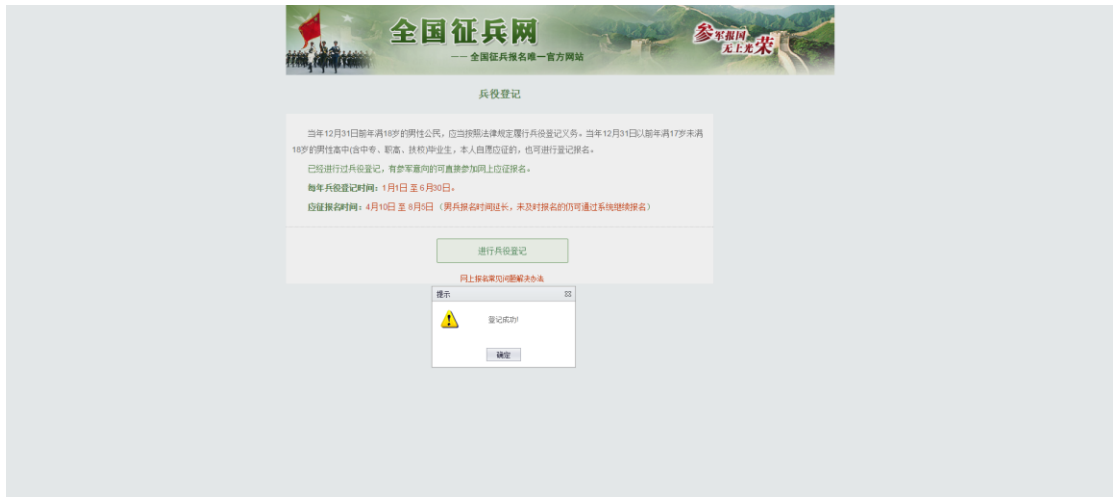 全国征兵网
—— 全国征兵报名唯一官方网站
参军报国
无上光荣
兵役登记
当年12月31日前年满18岁的男性公民，应当按照法律规定履行兵役登记义务。当年12月31日以前年满17岁未满
18岁的男性高中(含中专、职高、技校)毕业生，本人自愿应征的，也可进行登记报名。
已经进行过兵役登记，有参军意向的可直接参加网上应征报名。
每年兵役登记时间：1月1日 至 6月30日。
应征报名时间：4月10日 至 8月5日 （男兵报名时间延长，未及时报名的仍可通过系统继续报名）
进行兵役登记
网上报名常见问题解决办法
提示
登记成功!
确定